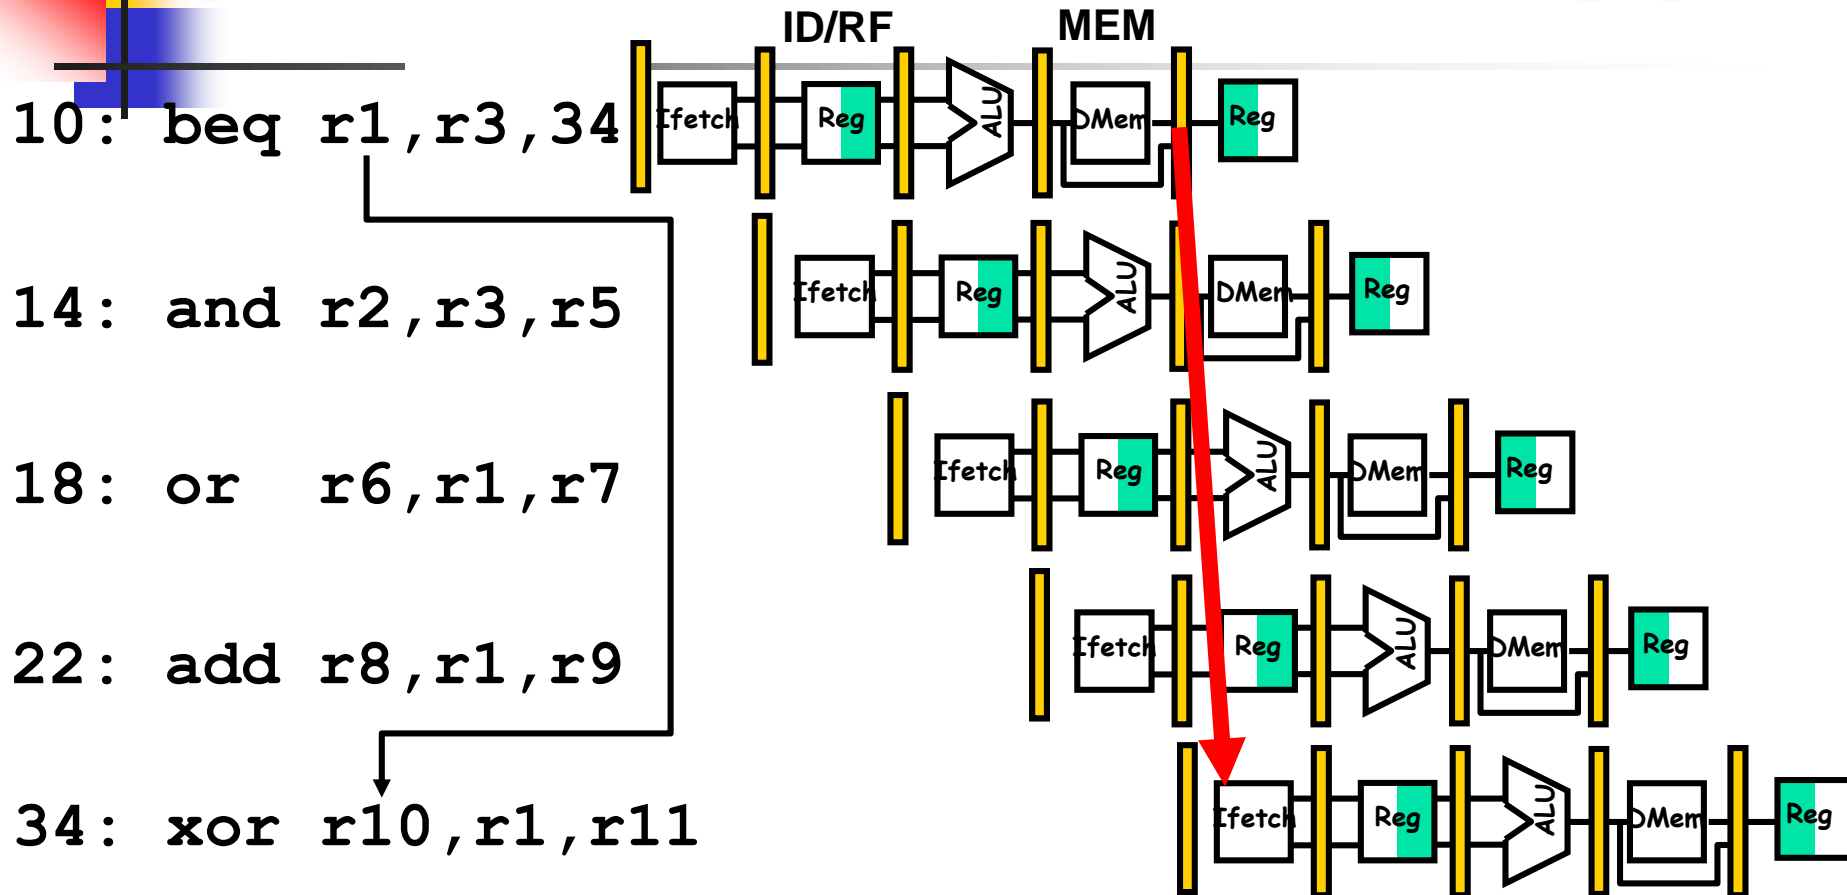 ID/RF MEM
10: beq r1,r3,34 Ifetch Reg ALU DMem Reg
14: and r2,r3,r5 Ifetch Reg ALU DMem Reg
18: or r6,r1,r7 Ifetch Reg ALU DMem Reg
22: add r8,r1,r9 Ifetch Reg ALU DMem Reg
34: xor r10,r1,r11 Ifetch Reg ALU DMem Reg